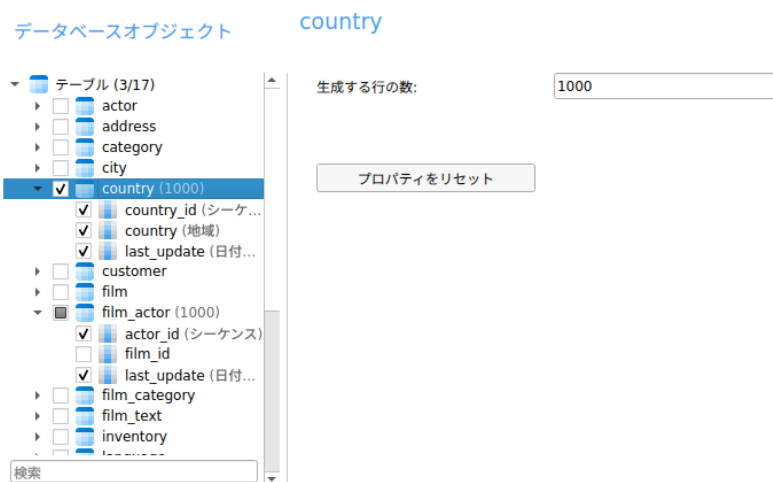 データベースオブジェクト
country
テーブル (3/17)
actor
address
category
city
country (1000)
country_id (シーケ...
country (地域)
last_update (日付...
customer
film
film_actor (1000)
actor_id (シーケンス)
film_id
last_update (日付...
film_category
film_text
inventory
language
検索
生成する行の数:
1000
プロパティをリセット